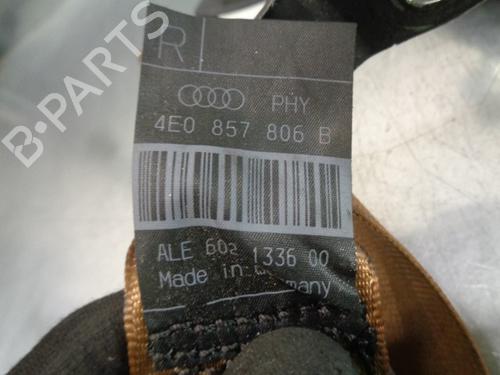 B-PARTS
R
PHY
4E0 857 806 B
ALE 602 1336 00
Made in Germany